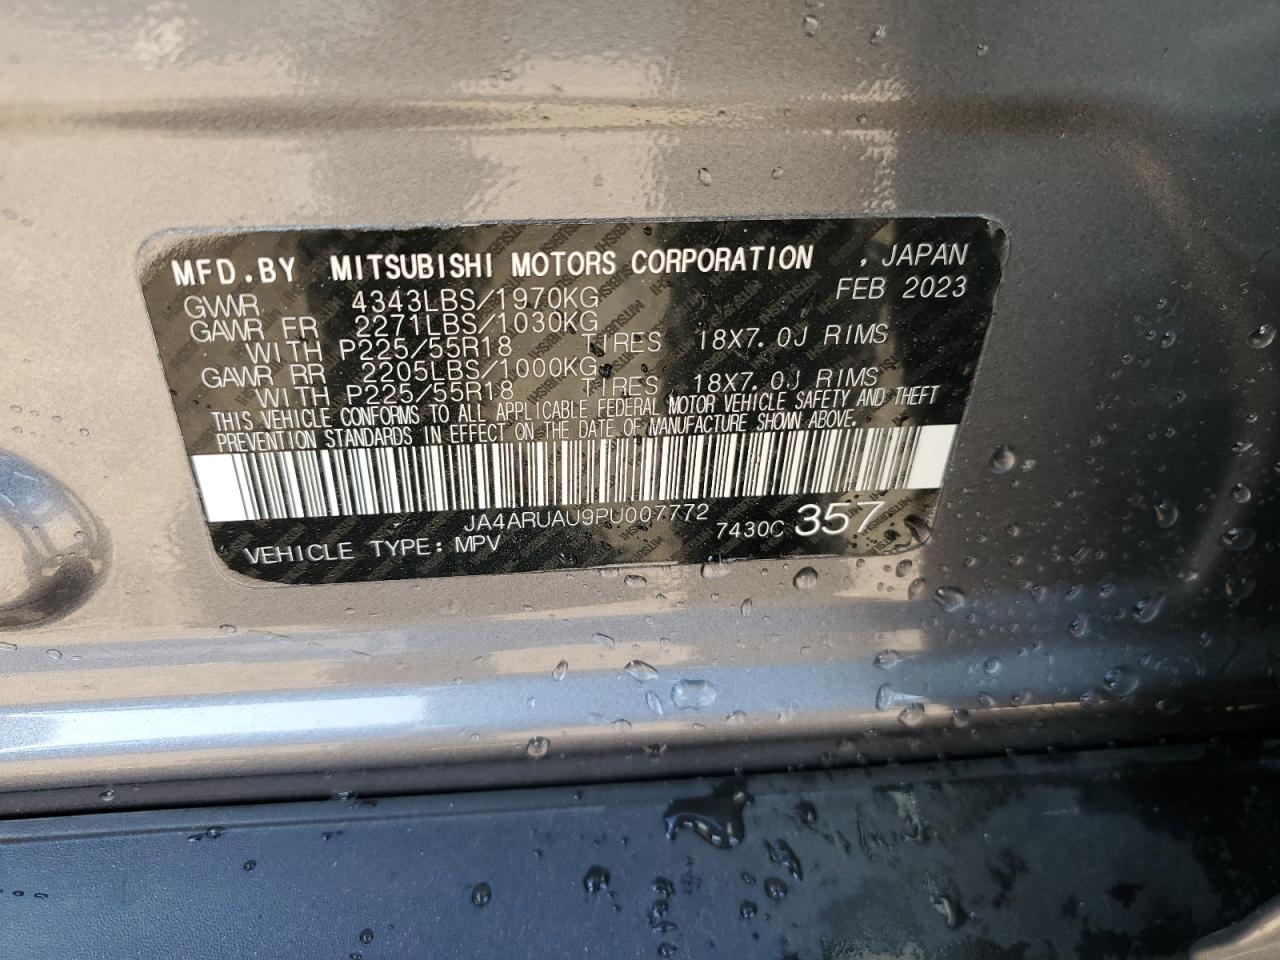 MFD.BY MITSUBISHI MOTORS CORPORATION , JAPAN
FEB 2023
GVWR 4343LBS/1970KG
GAWR FR 2271LBS/1030KG
WITH P225/55R18 TIRES 18X7.0J RIMS
GAWR RR 2205LBS/1000KG
WITH P225/55R18 TIRES 18X7.0J RIMS
THIS VEHICLE CONFORMS TO ALL APPLICABLE FEDERAL MOTOR VEHICLE SAFETY AND THEFT
PREVENTION STANDARDS IN EFFECT ON THE DATE OF MANUFACTURE SHOWN ABOVE.
JA4ARUAU9PU007772
7430C 357
VEHICLE TYPE: MPV